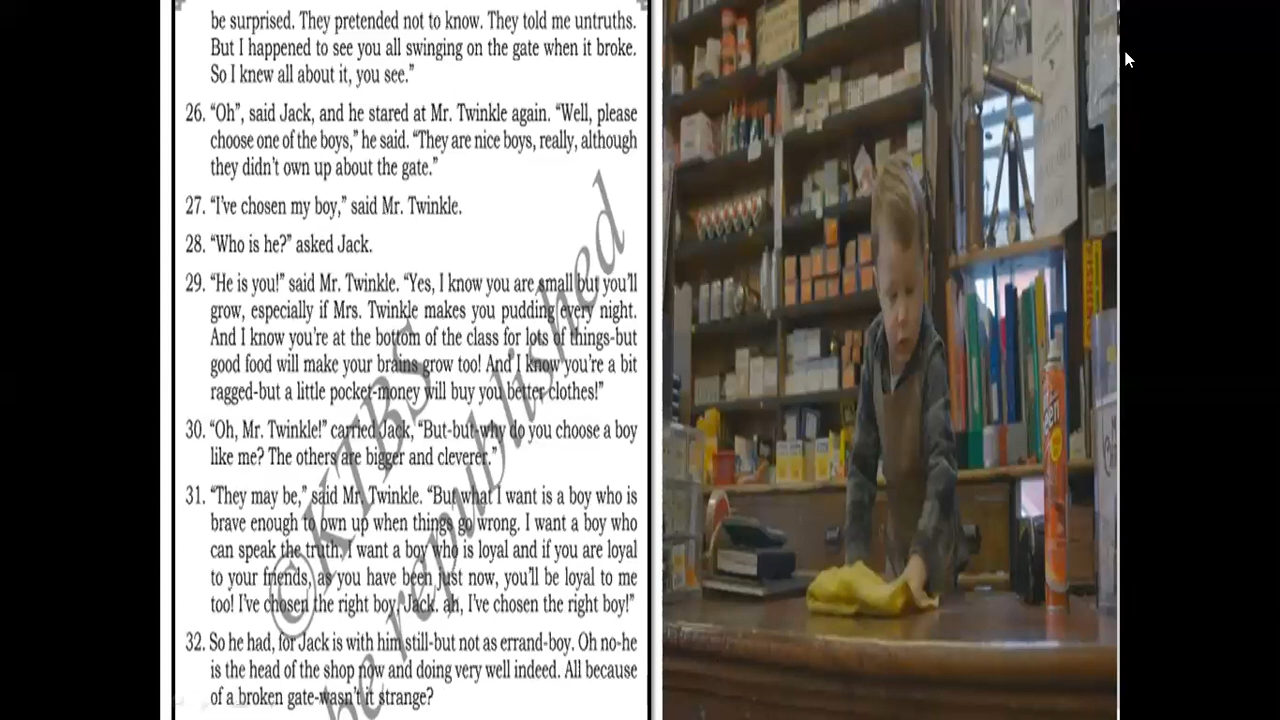 be surprised. They pretended not to know. They told me untruths.
But I happened to see you all swinging on the gate when it broke.
So I knew all about it, you see.”
26. “Oh”, said Jack, and he stared at Mr. Twinkle again. “Well, please
choose one of the boys,” he said. “They are nice boys, really, although
they didn’t own up about the gate.”
27. “I’ve chosen my boy,” said Mr. Twinkle.
28. “Who is he?” asked Jack.
29. “He is you!” said Mr. Twinkle. “Yes, I know you are small but you’ll
grow, especially if Mrs. Twinkle makes you pudding every night.
And I know you’re at the bottom of the class for lots of things-but
good food will make your brains grow too! And I know you’re a bit
ragged-but a little pocket-money will buy you better clothes!”
30. “Oh, Mr. Twinkle!” carried Jack, “But-but-why do you choose a boy
like me? The others are bigger and cleverer.”
31. “They may be,” said Mr. Twinkle. “But what I want is a boy who is
brave enough to own up when things go wrong. I want a boy who
can speak the truth, I want a boy who is loyal and if you are loyal
to your friends, as you have been just now, you’ll be loyal to me
too! I’ve chosen the right boy, Jack. ah, I’ve chosen the right boy!”
32. So he had, for Jack is with him still-but not as errand-boy. Oh no-he
is the head of the shop now and doing very well indeed. All because
of a broken gate-wasn’t it strange?
©KTBS
be republished